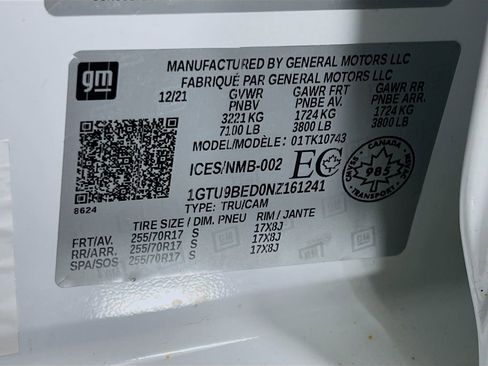 gm
MANUFACTURED BY GENERAL MOTORS LLC
FABRIQUÉ PAR GENERAL MOTORS LLC
12/21 GVWR GAWR FRT GAWR RR
PNBV PNBE AV. PNBE ARR.
3221 KG 1724 KG 1724 KG
7100 LB 3800 LB 3800 LB
MODEL/MODÈLE: 01TK10743
ICES/NMB-002 EC
CANADA
985
TRANSPORT
1GTU9BED0NZ161241
8624
TYPE: TRU/CAM
TIRE SIZE / DIM. PNEU RIM / JANTE
FRT/AV. 255/70R17 S 17X8J
RR/ARR. 255/70R17 S 17X8J
SPA/SOS 255/70R17 S 17X8J